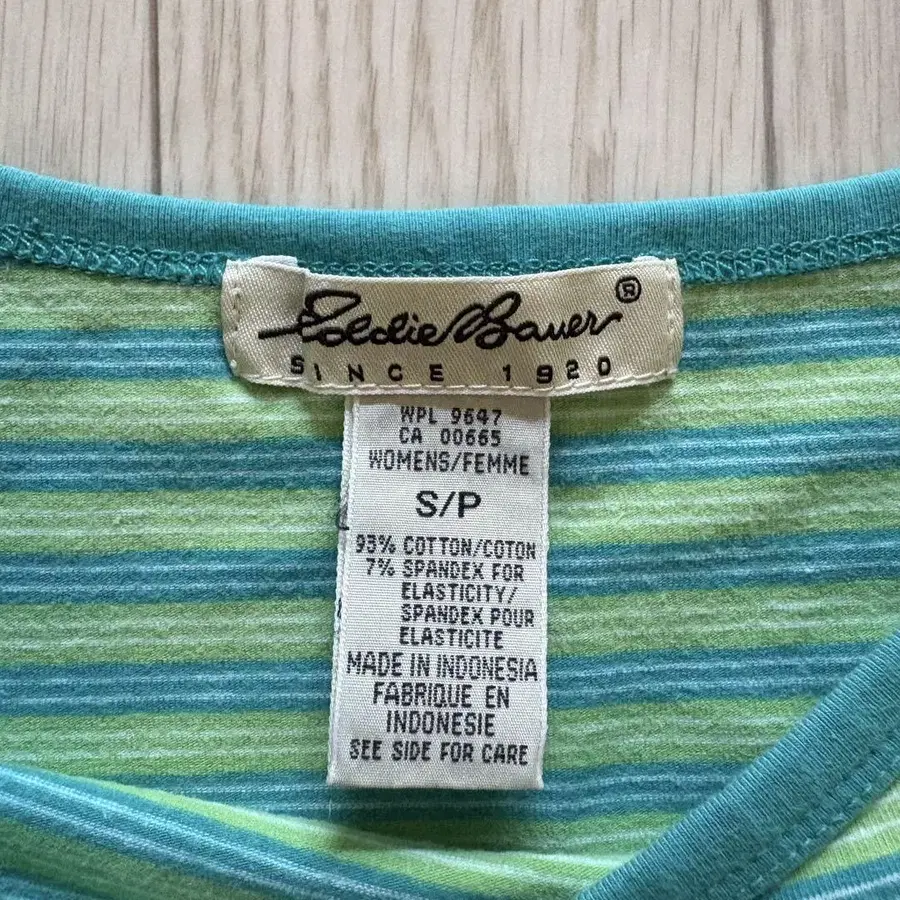 Eddie Bauer®
SINCE 1920
WPL 9647
CA 00665
WOMENS/FEMME
S/P
93% COTTON/COTON
7% SPANDEX FOR
ELASTICITY/
SPANDEX POUR
ELASTICITE
MADE IN INDONESIA
FABRIQUE EN
INDONESIE
SEE SIDE FOR CARE